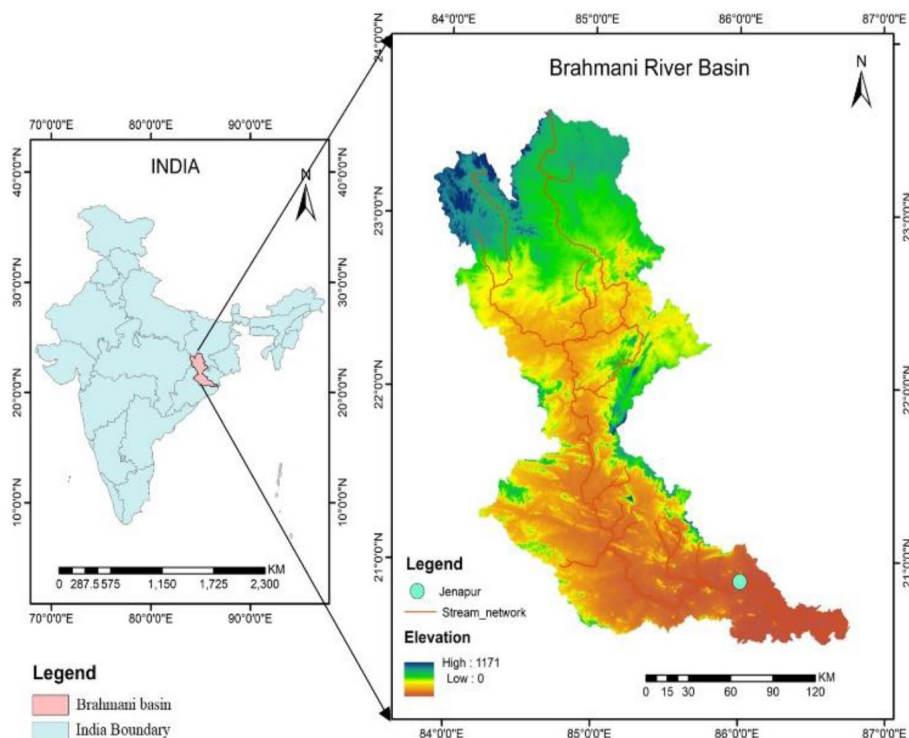 70°0'0"E 80°0'0"E 90°0'0"E
INDIA
N
40°0'0"N
30°0'0"N
20°0'0"N
10°0'0"N
40°0'0"N
30°0'0"N
20°0'0"N
10°0'0"N
KM
0 287.5 575 1,150 1,725 2,300
70°0'0"E 80°0'0"E 90°0'0"E
Legend
Brahmani basin
India Boundary
84°0'0"E 85°0'0"E 86°0'0"E 87°0'0"E
Brahmani River Basin
N
24°0'0"N
23°0'0"N
22°0'0"N
21°0'0"N
23°0'0"N
22°0'0"N
21°0'0"N
Legend
Jenapur
Stream_network
Elevation
High : 1171
Low : 0
KM
0 15 30 60 90 120
84°0'0"E 85°0'0"E 86°0'0"E 87°0'0"E